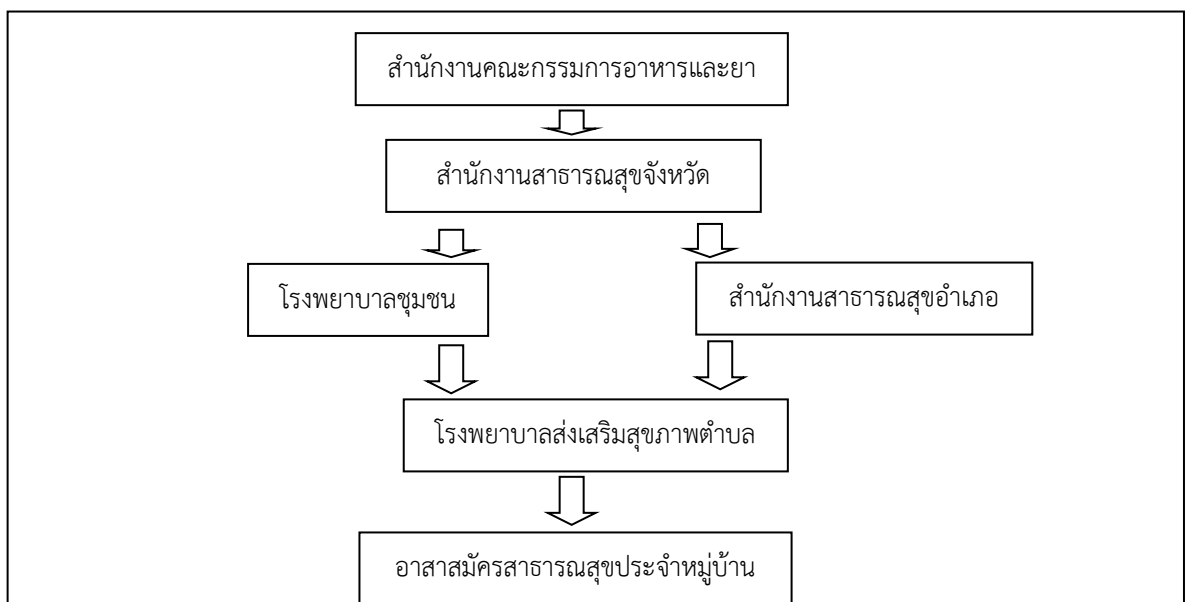 สำนักงานคณะกรรมการอาหารและยา
สำนักงานสาธารณสุขจังหวัด
โรงพยาบาลชุมชน
สำนักงานสาธารณสุขอำเภอ
โรงพยาบาลส่งเสริมสุขภาพตำบล
อาสาสมัครสาธารณสุขประจำหมู่บ้าน